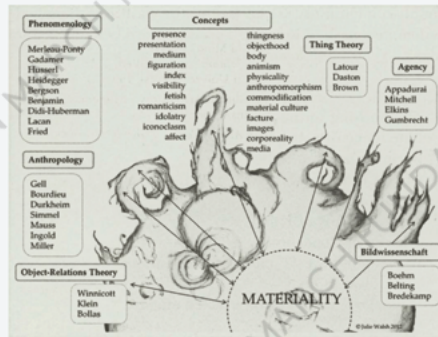 Phenomenology
Merleau-Ponty
Gadamer
Husserl
Heidegger
Bergson
Benjamin
Didi-Huberman
Lacan
Fried
Anthropology
Gell
Bourdieu
Durkheim
Simmel
Mauss
Ingold
Miller
Object-Relations Theory
Winnicott
Klein
Bollas
Concepts
presence
presentation
medium
figuration
index
visibility
fetish
romanticism
idolatry
iconoclasm
affect
thingness
objecthood
body
animism
physicality
anthropomorphism
commodification
material culture
facture
images
corporeality
media
Thing Theory
Latour
Daston
Brown
Agency
Appadurai
Mitchell
Elkins
Gumbrecht
Bildwissenschaft
Boehm
Belting
Bredekamp
MATERIALITY